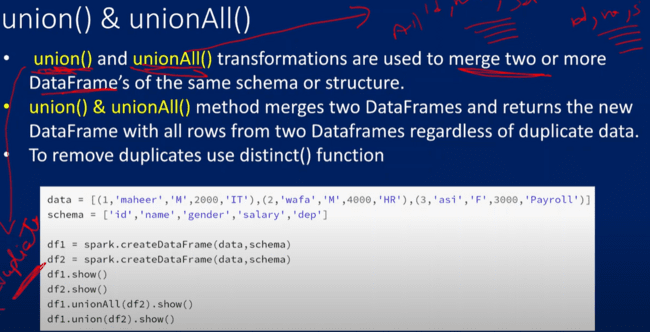 union() & unionAll()
• union() and unionAll() transformations are used to merge two or more
DataFrame's of the same schema or structure.
• union() & unionAll() method merges two DataFrames and returns the new
DataFrame with all rows from two Dataframes regardless of duplicate data.
• To remove duplicates use distinct() function
data = [(1,'maheer','M',2000,'IT'),(2,'wafa','M',4000,'HR'),(3,'asi','F',3000,'Payroll')]
schema = ['id','name','gender','salary','dep']
df1 = spark.createDataFrame(data,schema)
df2 = spark.createDataFrame(data,schema)
df1.show()
df2.show()
df1.unionAll(df2).show()
df1.union(df2).show()